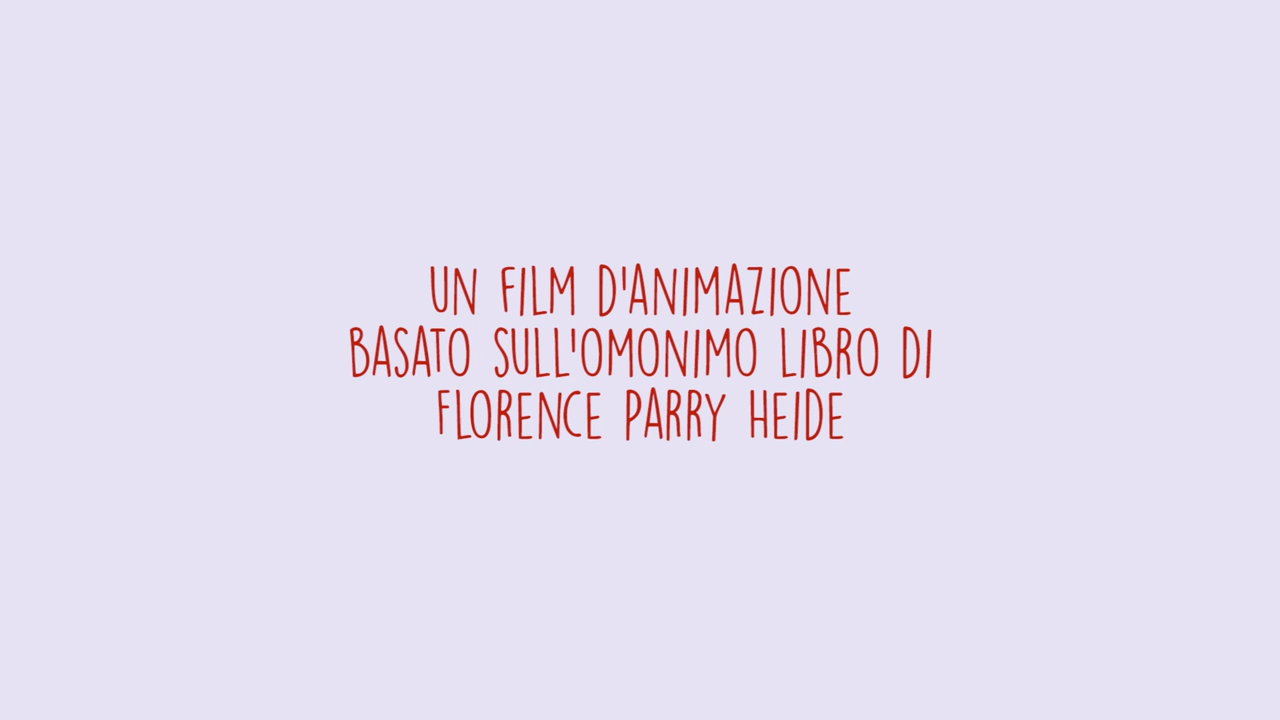 UN FILM D'ANIMAZIONE
BASATO SULL'OMONIMO LIBRO DI
FLORENCE PARRY HEIDE